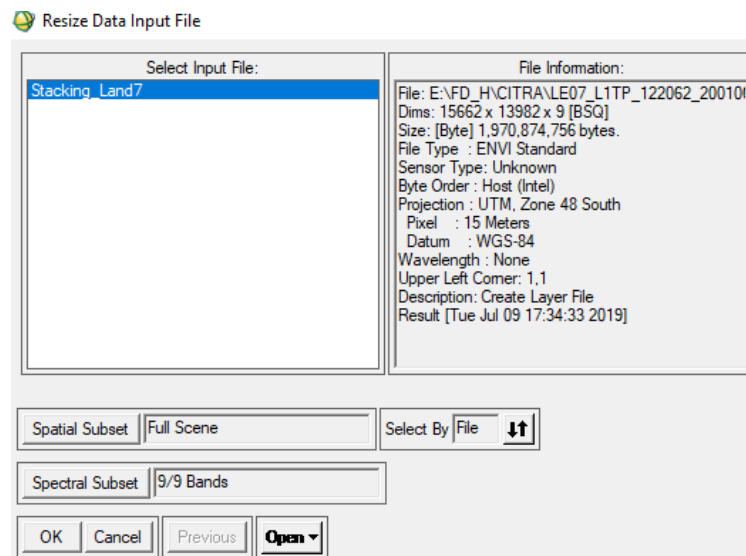 Resize Data Input File
Select Input File:
Stacking_Land7
File Information:
File: E:\FD_H\CITRA\LE07_L1TP_122062_20010
Dims: 15662 x 13982 x 9 [BSQ]
Size: [Byte] 1,970,874,756 bytes.
File Type : ENVI Standard
Sensor Type: Unknown
Byte Order : Host (Intel)
Projection : UTM, Zone 48 South
Pixel : 15 Meters
Datum : WGS-84
Wavelength : None
Upper Left Corner: 1,1
Description: Create Layer File
Result [Tue Jul 09 17:34:33 2019]
Spatial Subset Full Scene Select By File
Spectral Subset 9/9 Bands
OK Cancel Previous Open